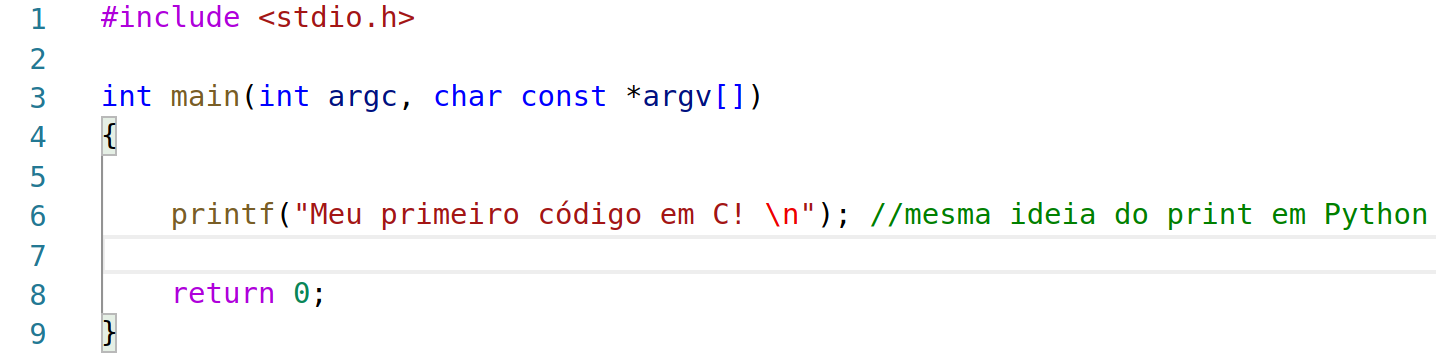 1 #include <stdio.h>
2
3 int main(int argc, char const *argv[])
4 {
5
6     printf("Meu primeiro código em C! \n"); //mesma ideia do print em Python
7
8     return 0;
9 }